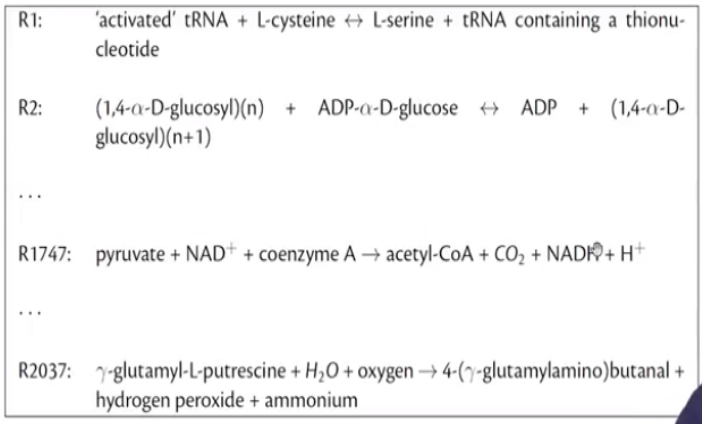 R1: 'activated' tRNA + L-cysteine ↔ L-serine + tRNA containing a thionu-
cleotide
R2: (1,4-α-D-glucosyl)(n) + ADP-α-D-glucose ↔ ADP + (1,4-α-D-
glucosyl)(n+1)
...
R1747: pyruvate + NAD⁺ + coenzyme A → acetyl-CoA + CO₂ + NADH + H⁺
...
R2037: γ-glutamyl-L-putrescine + H₂O + oxygen → 4-(γ-glutamylamino)butanal +
hydrogen peroxide + ammonium